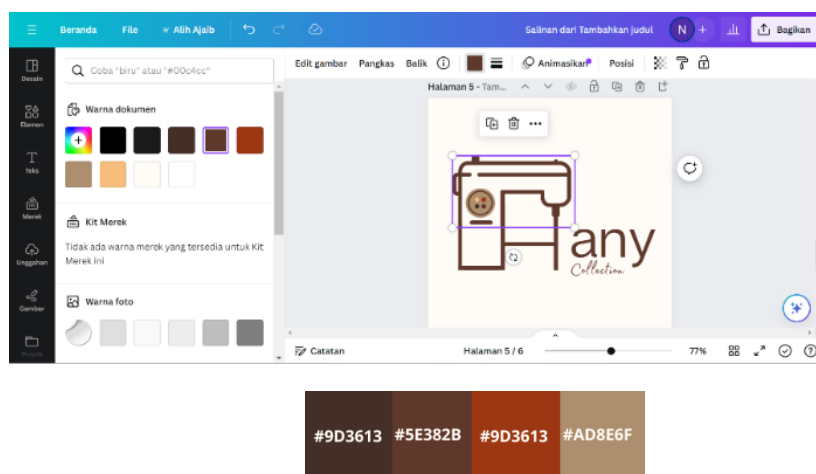 Beranda File Alih Ajaib Salinan dari Tambahkan judul N + Bagikan
Desain
Elemen
Teks
Merek
Unggahan
Gambar
Proyek
Coba "biru" atau "#00c4cc"
Warna dokumen
Kit Merek
Tidak ada warna merek yang tersedia untuk Kit
Merek ini
Warna foto
Edit gambar Pangkas Balik Animasikan Posisi
Halaman 5 - Tam...
any
Collection
Catatan Halaman 5 / 6 77%
#9D3613 #5E382B #9D3613 #AD8E6F